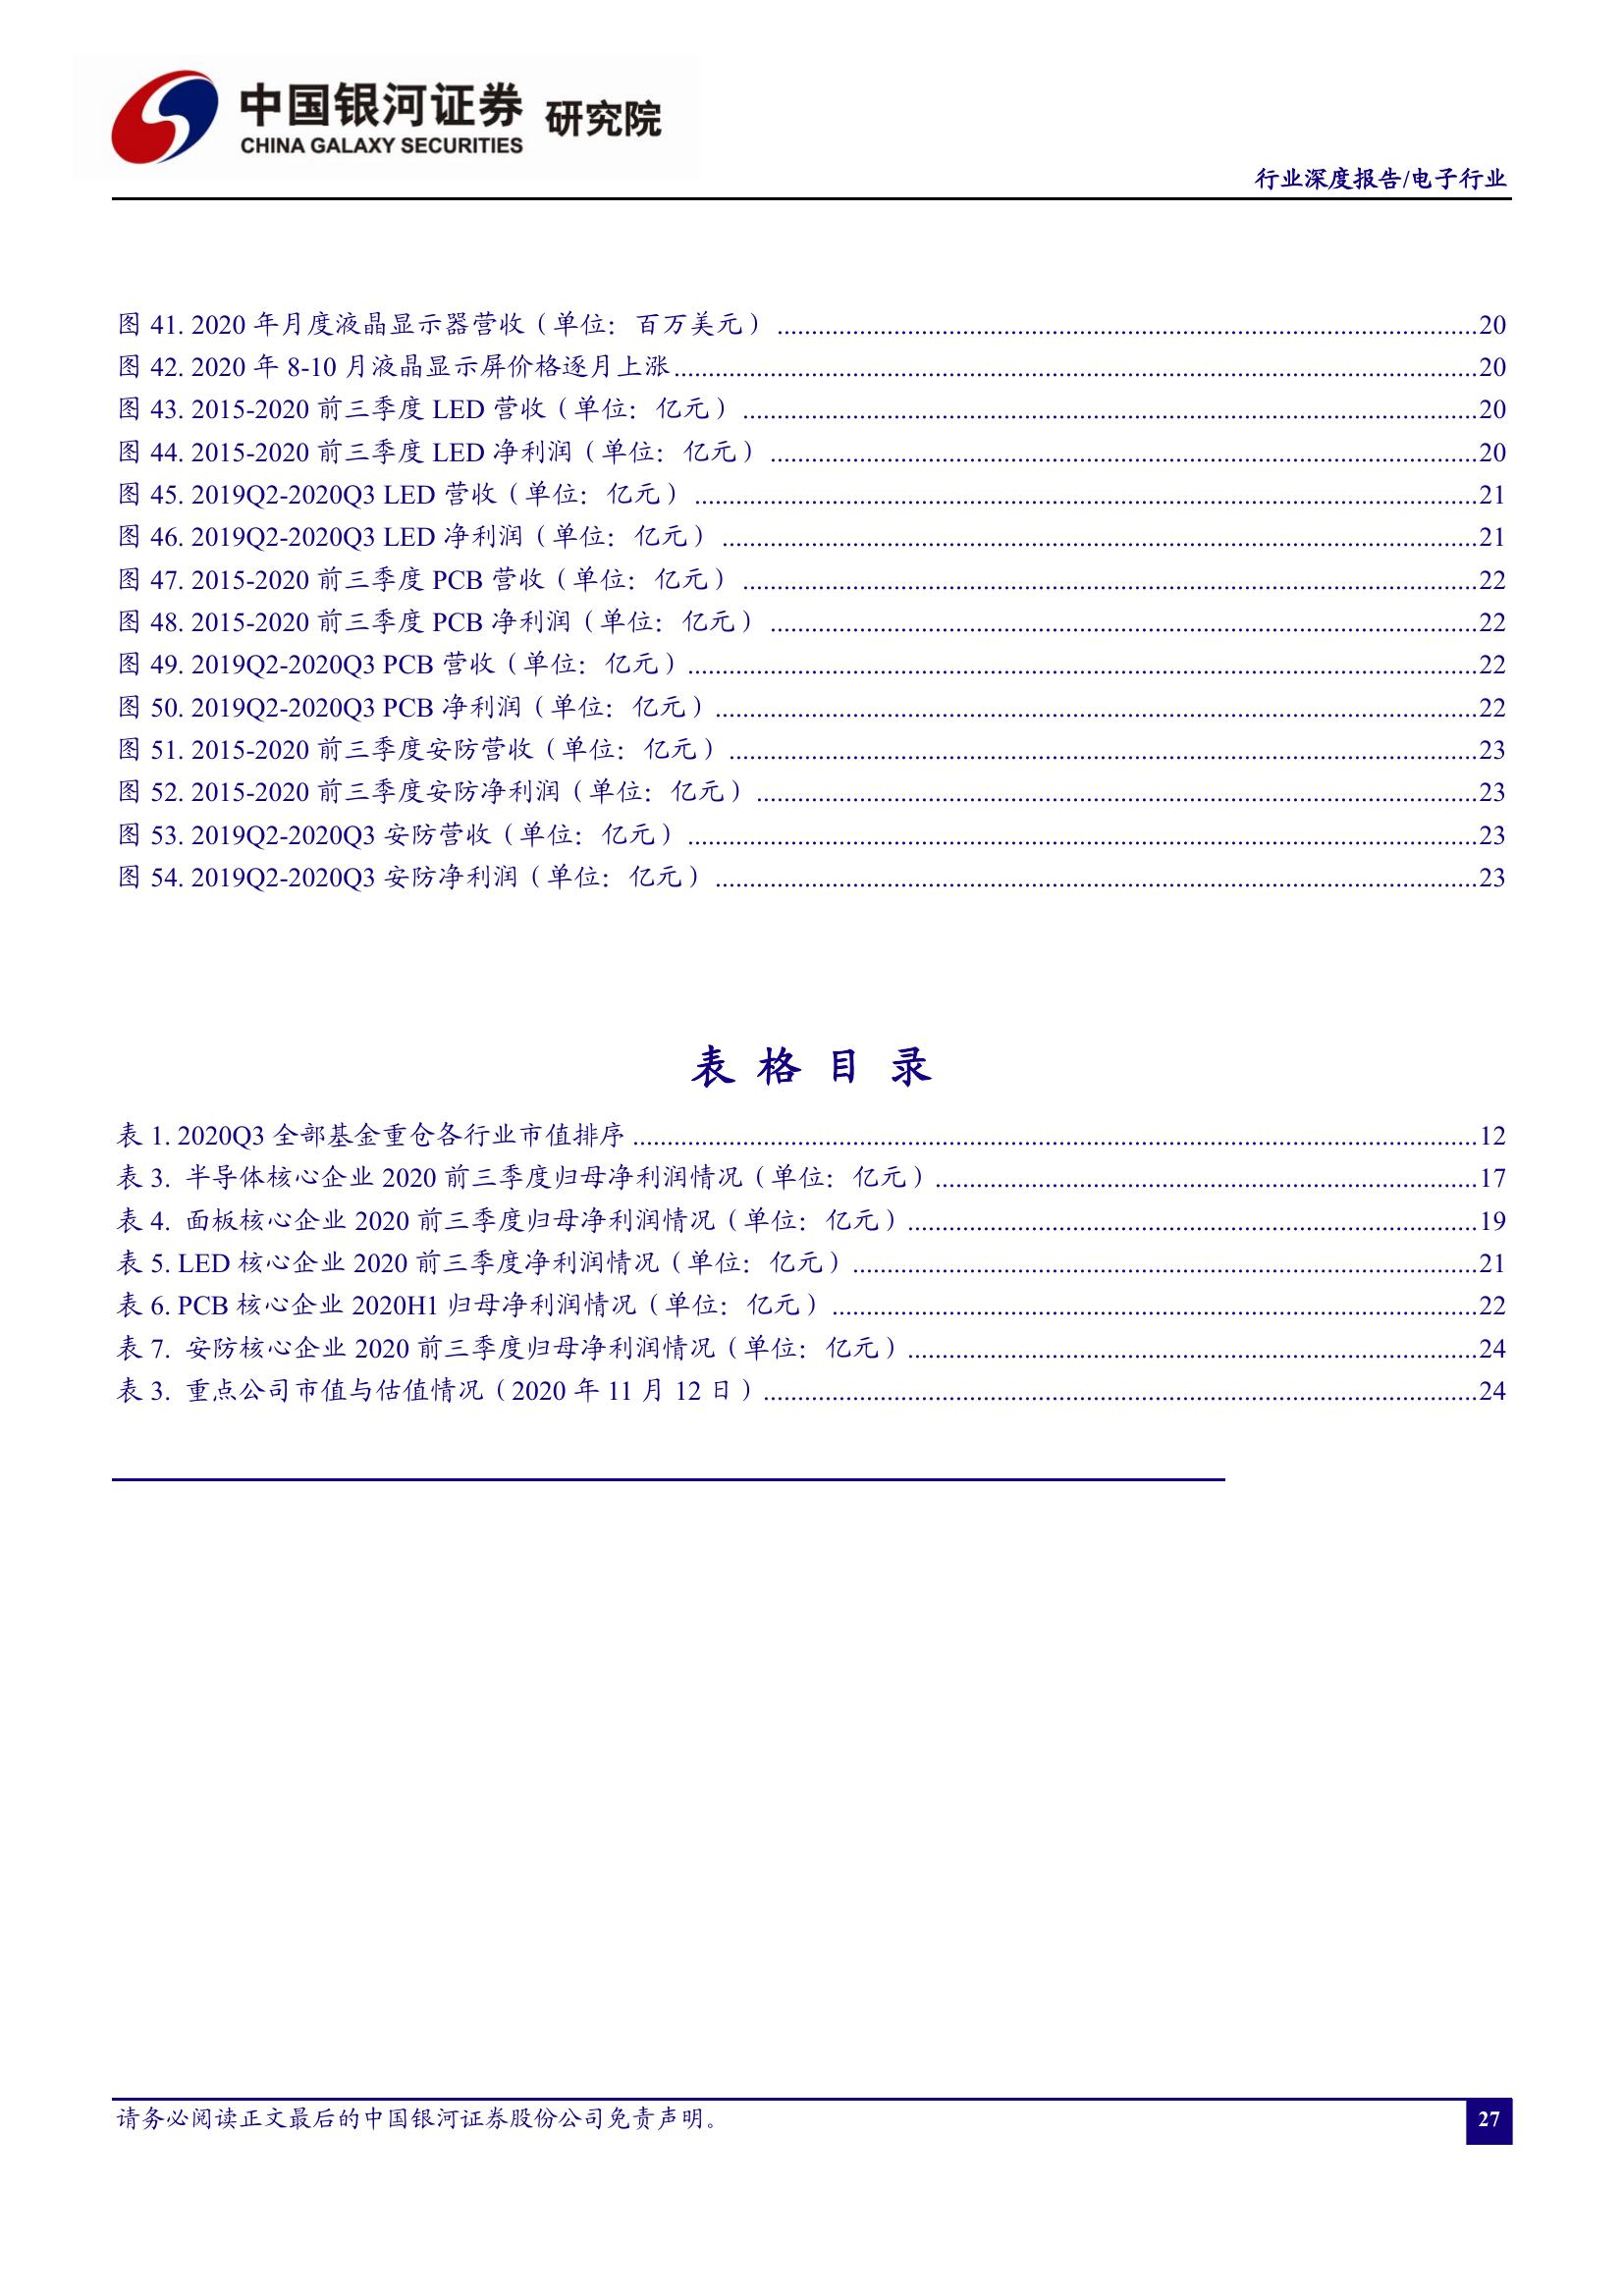 中国银河证券 研究院
CHINA GALAXY SECURITIES
行业深度报告/电子行业
图 41. 2020 年月度液晶显示器营收（单位：百万美元）20
图 42. 2020 年 8-10 月液晶显示屏价格逐月上涨20
图 43. 2015-2020 前三季度 LED 营收（单位：亿元）20
图 44. 2015-2020 前三季度 LED 净利润（单位：亿元）20
图 45. 2019Q2-2020Q3 LED 营收（单位：亿元）21
图 46. 2019Q2-2020Q3 LED 净利润（单位：亿元）21
图 47. 2015-2020 前三季度 PCB 营收（单位：亿元）22
图 48. 2015-2020 前三季度 PCB 净利润（单位：亿元）22
图 49. 2019Q2-2020Q3 PCB 营收（单位：亿元）22
图 50. 2019Q2-2020Q3 PCB 净利润（单位：亿元）22
图 51. 2015-2020 前三季度安防营收（单位：亿元）23
图 52. 2015-2020 前三季度安防净利润（单位：亿元）23
图 53. 2019Q2-2020Q3 安防营收（单位：亿元）23
图 54. 2019Q2-2020Q3 安防净利润（单位：亿元）23
表 格 目 录
表 1. 2020Q3 全部基金重仓各行业市值排序12
表 3. 半导体核心企业 2020 前三季度归母净利润情况（单位：亿元）17
表 4. 面板核心企业 2020 前三季度归母净利润情况（单位：亿元）19
表 5. LED 核心企业 2020 前三季度净利润情况（单位：亿元）21
表 6. PCB 核心企业 2020H1 归母净利润情况（单位：亿元）22
表 7. 安防核心企业 2020 前三季度归母净利润情况（单位：亿元）24
表 3. 重点公司市值与估值情况（2020 年 11 月 12 日）24
请务必阅读正文最后的中国银河证券股份公司免责声明。
27